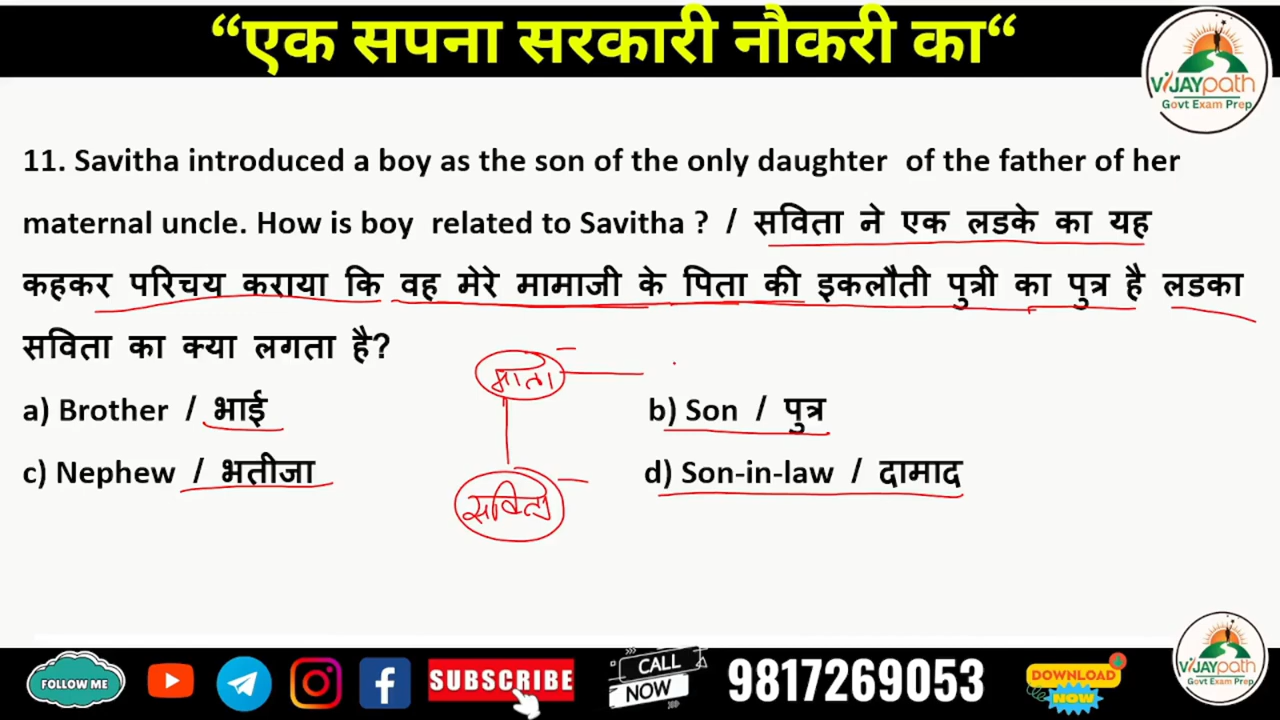 “एक सपना सरकारी नौकरी का“
ViJAYpath
Govt Exam Prep
11. Savitha introduced a boy as the son of the only daughter of the father of her
maternal uncle. How is boy related to Savitha ? / सविता ने एक लडके का यह
कहकर परिचय कराया कि वह मेरे मामाजी के पिता की इकलौती पुत्री का पुत्र है लडका
सविता का क्या लगता है?
माता
a) Brother / भाई b) Son / पुत्र
c) Nephew / भतीजा d) Son-in-law / दामाद
सविता
FOLLOW ME
SUBSCRIBE
CALL
NOW
9817269053
DOWNLOAD
NOW
ViJAYpath
Govt Exam Prep